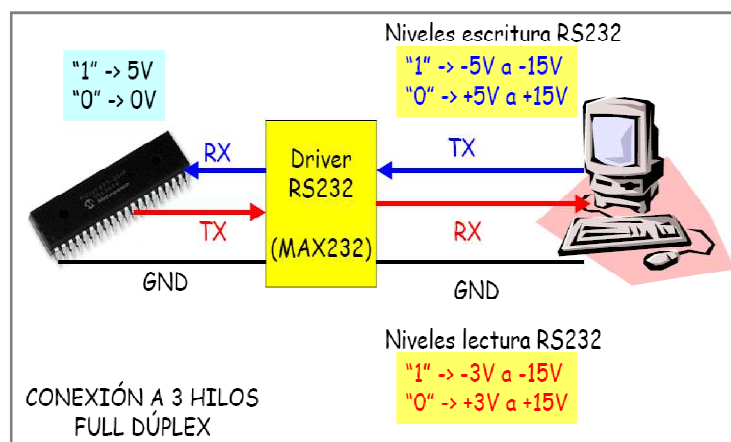 Niveles escritura RS232
"1" -> 5V
"0" -> 0V
"1" -> -5V a -15V
"0" -> +5V a +15V
RX
Driver
RS232
(MAX232)
TX
TX
RX
GND
GND
Niveles lectura RS232
"1" -> -3V a -15V
"0" -> +3V a +15V
CONEXIÓN A 3 HILOS
FULL DÚPLEX